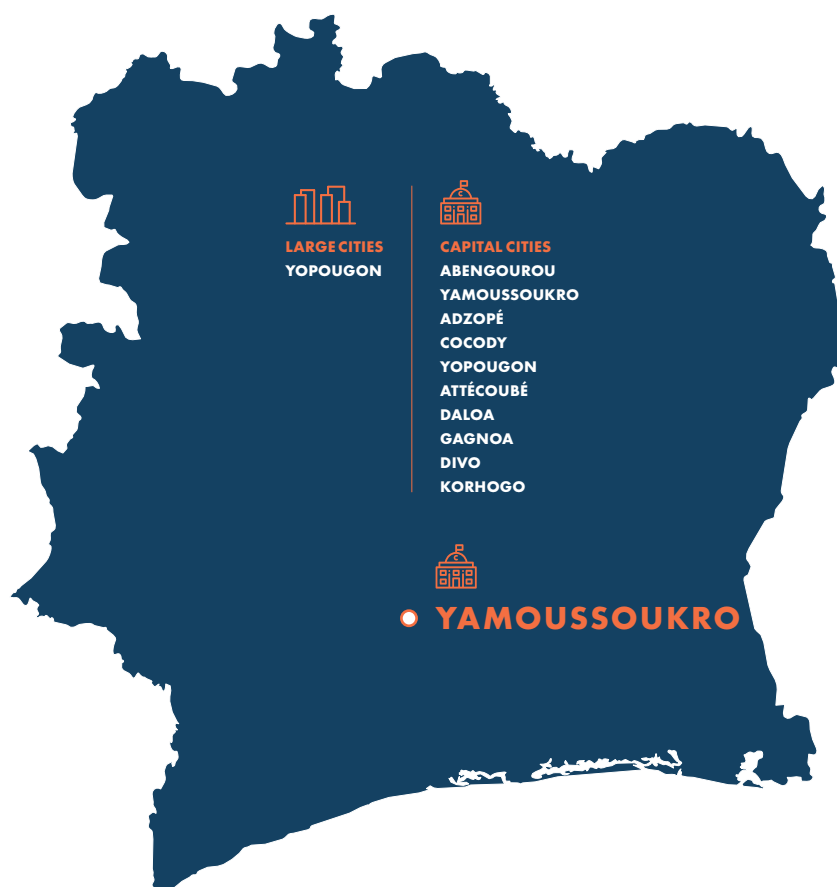 LARGE CITIES
YOPOUGON
C
CAPITAL CITIES
ABENGOUROU
YAMOUSSOUKRO
ADZOPÉ
COCODY
YOPOUGON
ATTÉCOUBÉ
DALOA
GAGNOA
DIVO
KORHOGO
C
YAMOUSSOUKRO